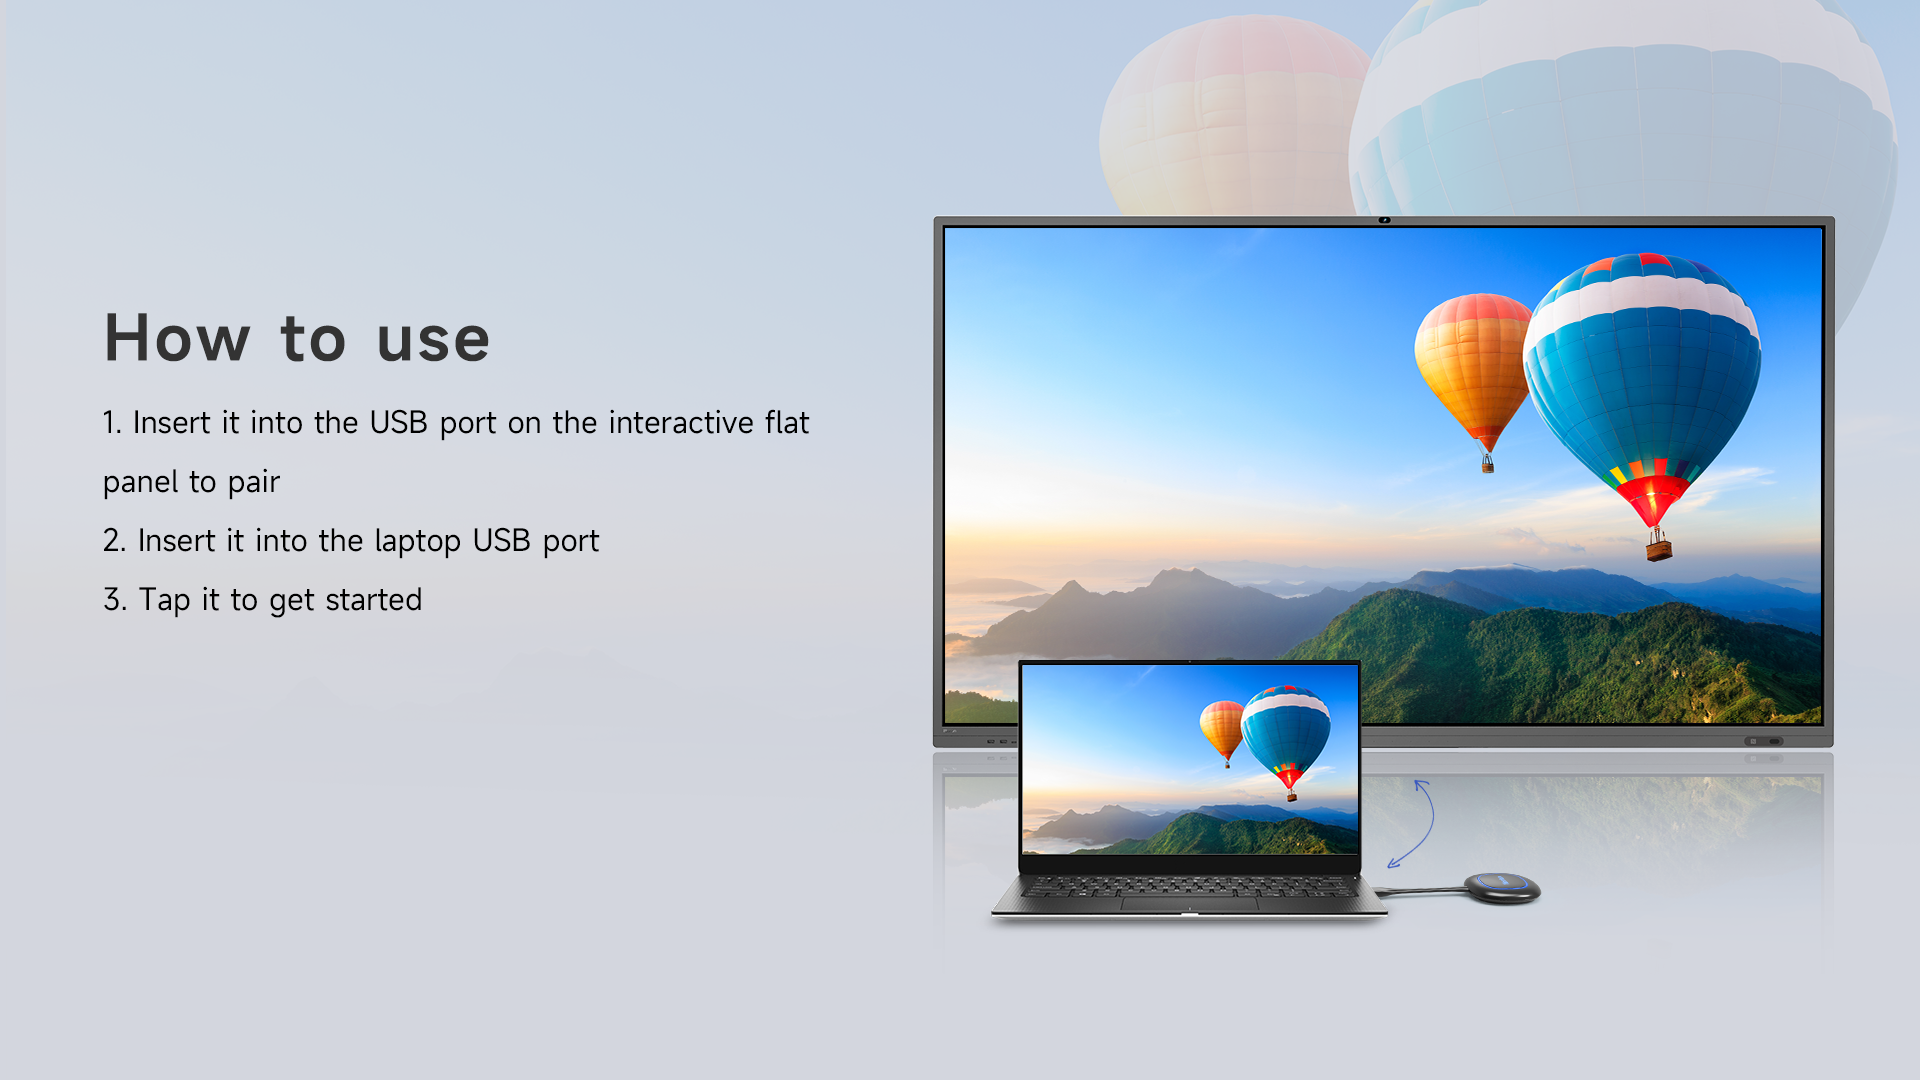 How to use
1. Insert it into the USB port on the interactive flat
panel to pair
2. Insert it into the laptop USB port
3. Tap it to get started